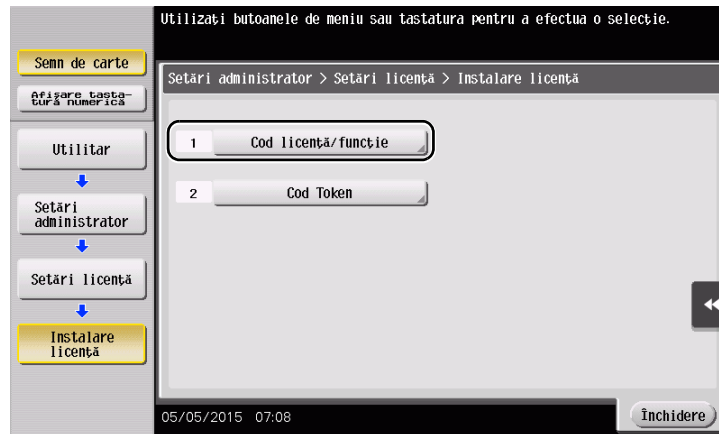 Utilizați butoanele de meniu sau tastatura pentru a efectua o selecție.
Semn de carte
Afișare tasta-
tură numerică
Setări administrator > Setări licență > Instalare licență
Utilitar
1 Cod licență/funcție
2 Cod Token
Setări
administrator
Setări licență
Instalare
licență
05/05/2015 07:08
Închidere